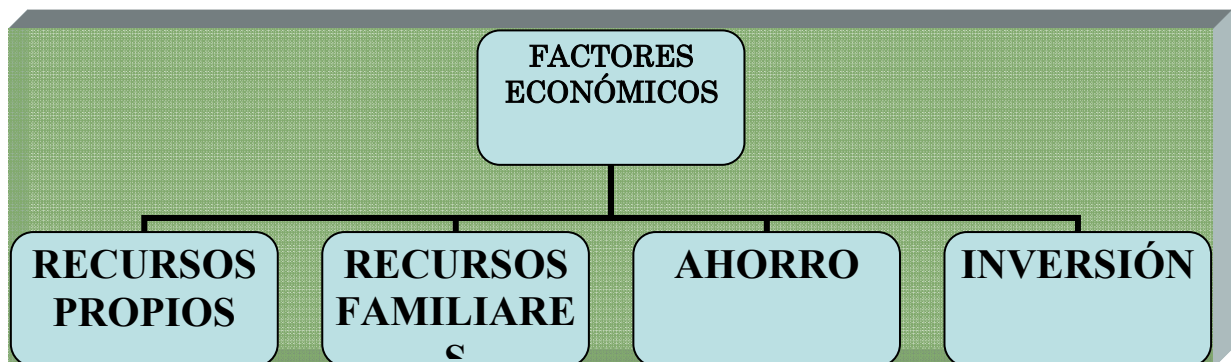 FACTORES
ECONÓMICOS
RECURSOS
PROPIOS
RECURSOS
FAMILIARE
S
AHORRO
INVERSIÓN